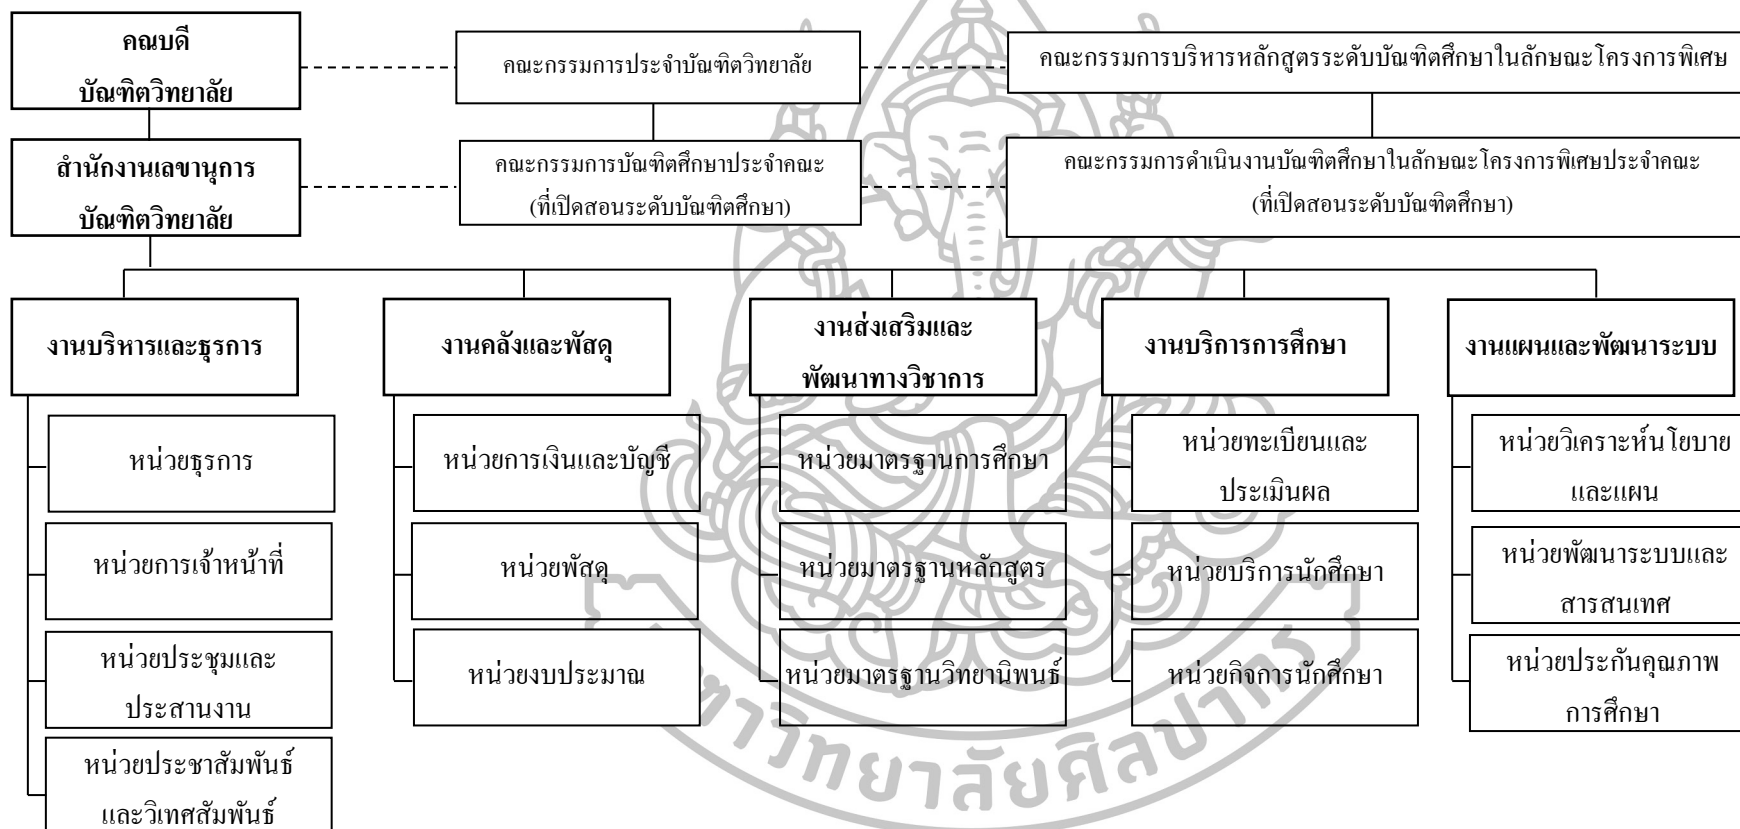 คณบดี
บัณฑิตวิทยาลัย
คณะกรรมการประจำบัณฑิตวิทยาลัย
คณะกรรมการบริหารหลักสูตรระดับบัณฑิตศึกษาในลักษณะโครงการพิเศษ
สำนักงานเลขานุการ
บัณฑิตวิทยาลัย
คณะกรรมการบัณฑิตศึกษาประจำคณะ
(ที่เปิดสอนระดับบัณฑิตศึกษา)
คณะกรรมการดำเนินงานบัณฑิตศึกษาในลักษณะโครงการพิเศษประจำคณะ
(ที่เปิดสอนระดับบัณฑิตศึกษา)
งานบริหารและธุรการ
งานคลังและพัสดุ
งานส่งเสริมและ
พัฒนาทางวิชาการ
งานบริการการศึกษา
งานแผนและพัฒนาระบบ
หน่วยธุรการ
หน่วยการเงินและบัญชี
หน่วยมาตรฐานการศึกษา
หน่วยทะเบียนและ
ประเมินผล
หน่วยวิเคราะห์นโยบาย
และแผน
หน่วยการเจ้าหน้าที่
หน่วยพัสดุ
หน่วยมาตรฐานหลักสูตร
หน่วยบริการนักศึกษา
หน่วยพัฒนาระบบและ
สารสนเทศ
หน่วยประชุมและ
ประสานงาน
หน่วยงบประมาณ
หน่วยมาตรฐานวิทยานิพนธ์
หน่วยกิจการนักศึกษา
หน่วยประกันคุณภาพ
การศึกษา
หน่วยประชาสัมพันธ์
และวิเทศสัมพันธ์
หาวิทยาลัยศิลปากร